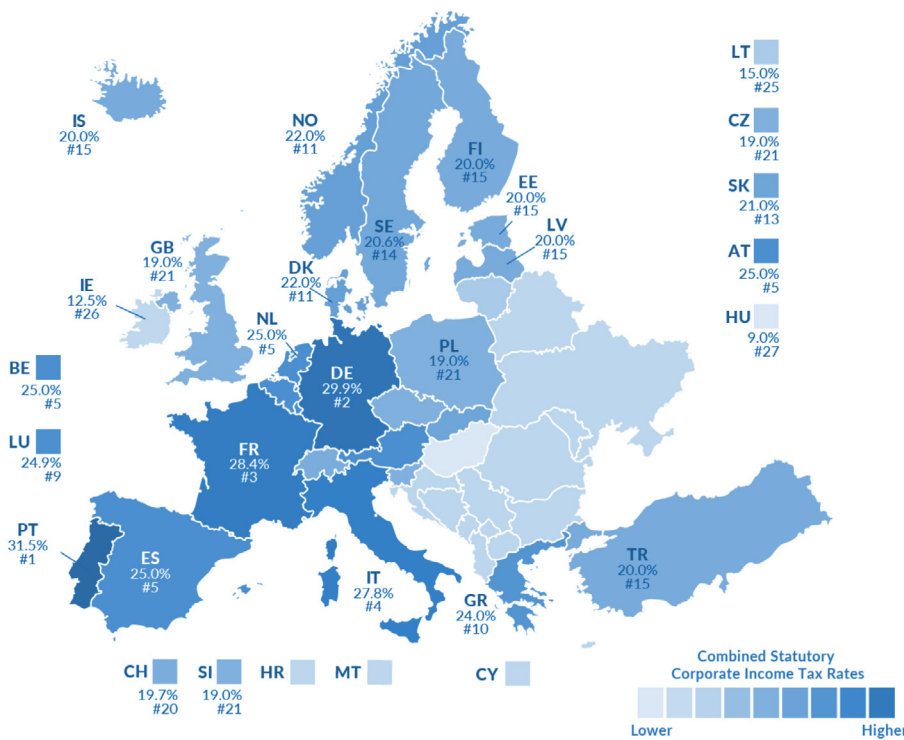 IS
20.0%
#15
NO
22.0%
#11
FI
20.0%
#15
EE
20.0%
#15
SE
20.6%
#14
LV
20.0%
#15
GB
19.0%
#21
DK
22.0%
#11
IE
12.5%
#26
NL
25.0%
#5
BE
25.0%
#5
DE
29.9%
#2
PL
19.0%
#21
LU
24.9%
#9
FR
28.4%
#3
PT
31.5%
#1
ES
25.0%
#5
IT
27.8%
#4
GR
24.0%
#10
TR
20.0%
#15
LT
15.0%
#25
CZ
19.0%
#21
SK
21.0%
#13
AT
25.0%
#5
HU
9.0%
#27
CH
19.7%
#20
SI
19.0%
#21
HR
MT
CY
Combined Statutory
Corporate Income Tax Rates
Lower
Higher